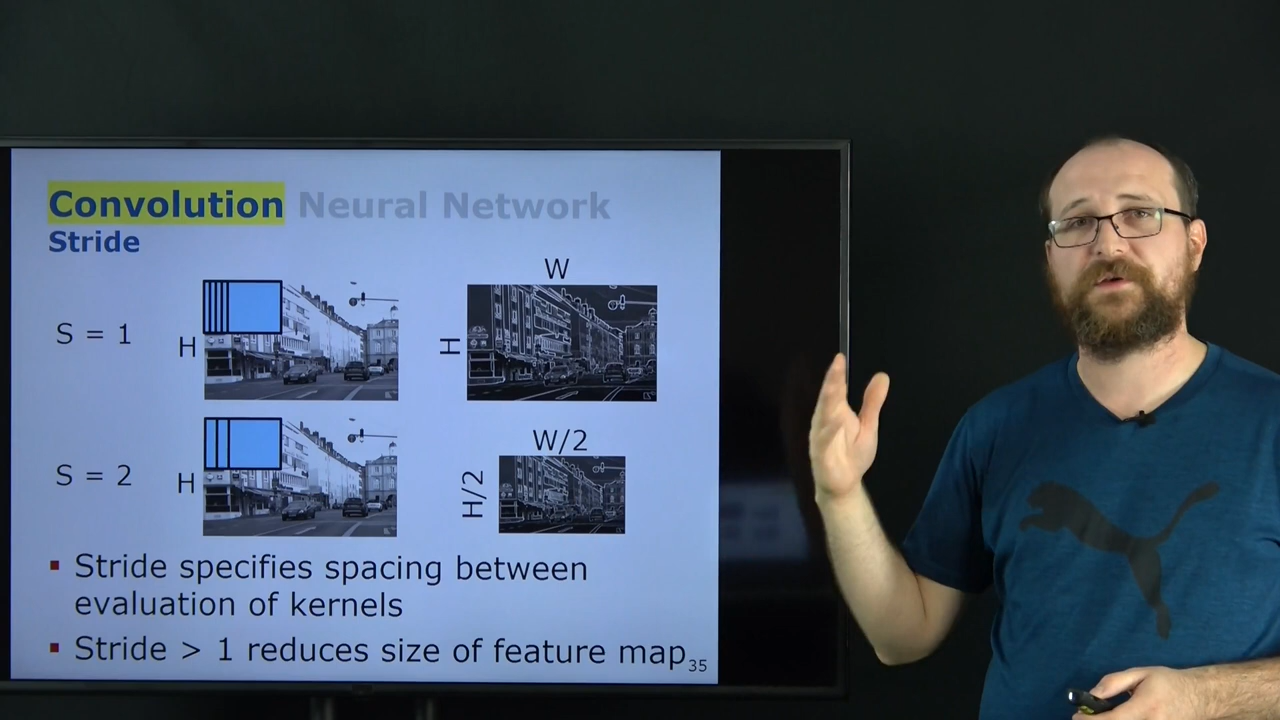 Convolution Neural Network
Stride
W
S = 1
H
H
W/2
S = 2
H
H/2
▪ Stride specifies spacing between
evaluation of kernels
▪ Stride > 1 reduces size of feature map
35